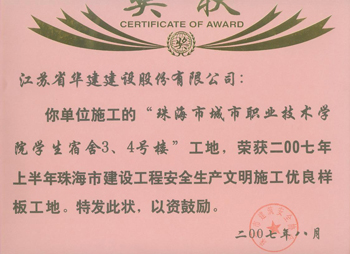 奖状
CERTIFICATE OF AWARD
奖
江苏省华建建设股份有限公司：
你单位施工的“珠海市城市职业技术学
院学生宿舍3、4号楼”工地，荣获二00七年
上半年珠海市建设工程安全生产文明施工优良样
板工地。特发此状，以资鼓励。
二00七年八月